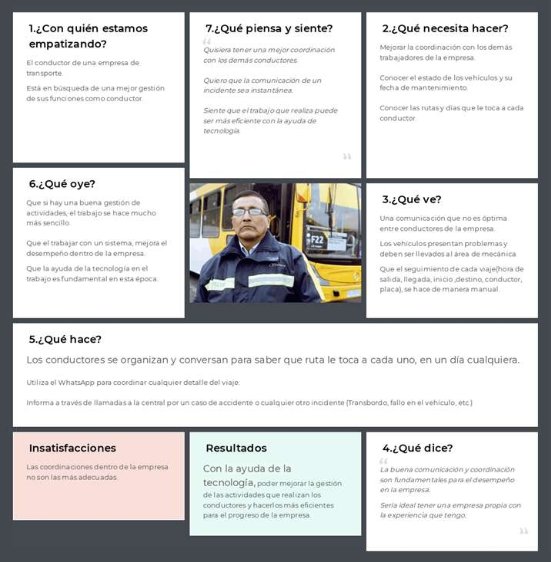 1.¿Con quién estamos
empatizando?
El conductor de una empresa de
transporte
Está en búsqueda de una mejor gestión
de sus funciones como conductor
7.¿Qué piensa y siente?
“
Quisiera tener una mejor coordinación
con los demás conductores.
Quiero que la comunicación de un
incidente sea instantánea.
Siente que el trabajo que realiza puede
ser más eficiente con la ayuda de
tecnología.
”
2.¿Qué necesita hacer?
Mejorar la coordinación con los demás
trabajadores de la empresa.
Conocer el estado de los vehículos y su
fecha de mantenimiento.
Conocer las rutas y días que le toca a cada
conductor
6.¿Qué oye?
Que si hay una buena gestión de
actividades, el trabajo se hace mucho
más sencillo.
Que el trabajar con un sistema, mejora el
desempeño dentro de la empresa.
Que la ayuda de la tecnología en el
trabajo es fundamental en esta época.
F22
3.¿Qué ve?
Una comunicación que no es óptima
entre conductores de la empresa.
Los vehículos presentan problemas y
deben ser llevados al área de mecánica
Que el seguimiento de cada viaje(hora de
salida, llegada, inicio ,destino, conductor,
placa), se hace de manera manual
5.¿Qué hace?
Los conductores se organizan y conversan para saber que ruta le toca a cada uno, en un día cualquiera.
Utiliza el WhatsApp para coordinar cualquier detalle del viaje.
Informa a través de llamadas a la central por un caso de accidente o cualquier otro incidente (Transbordo, fallo en el vehículo, etc.)
Insatisfacciones
Las coordinaciones dentro de la empresa
no son las más adecuadas.
Resultados
Con la ayuda de la
tecnología, poder mejorar la gestión
de las actividades que realizan los
conductores y hacerlos más eficientes
para el progreso de la empresa.
4.¿Qué dice?
“
La buena comunicación y coordinación
son fundamentales para el desempeño
en la empresa.
Sería ideal tener una empresa propia con
la experiencia que tengo.
”